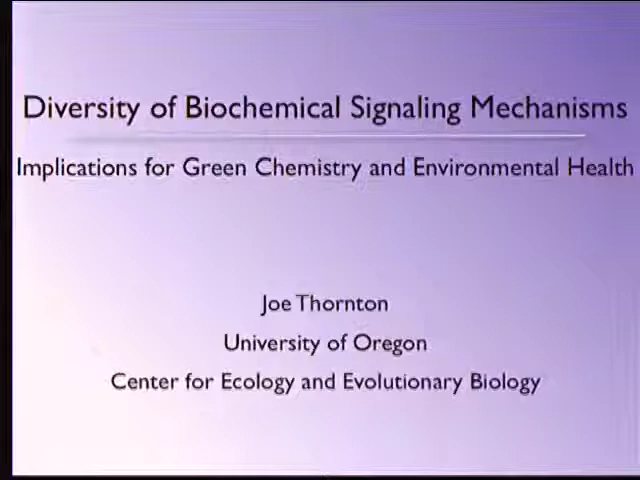 Diversity of Biochemical Signaling Mechanisms
Implications for Green Chemistry and Environmental Health
Joe Thornton
University of Oregon
Center for Ecology and Evolutionary Biology